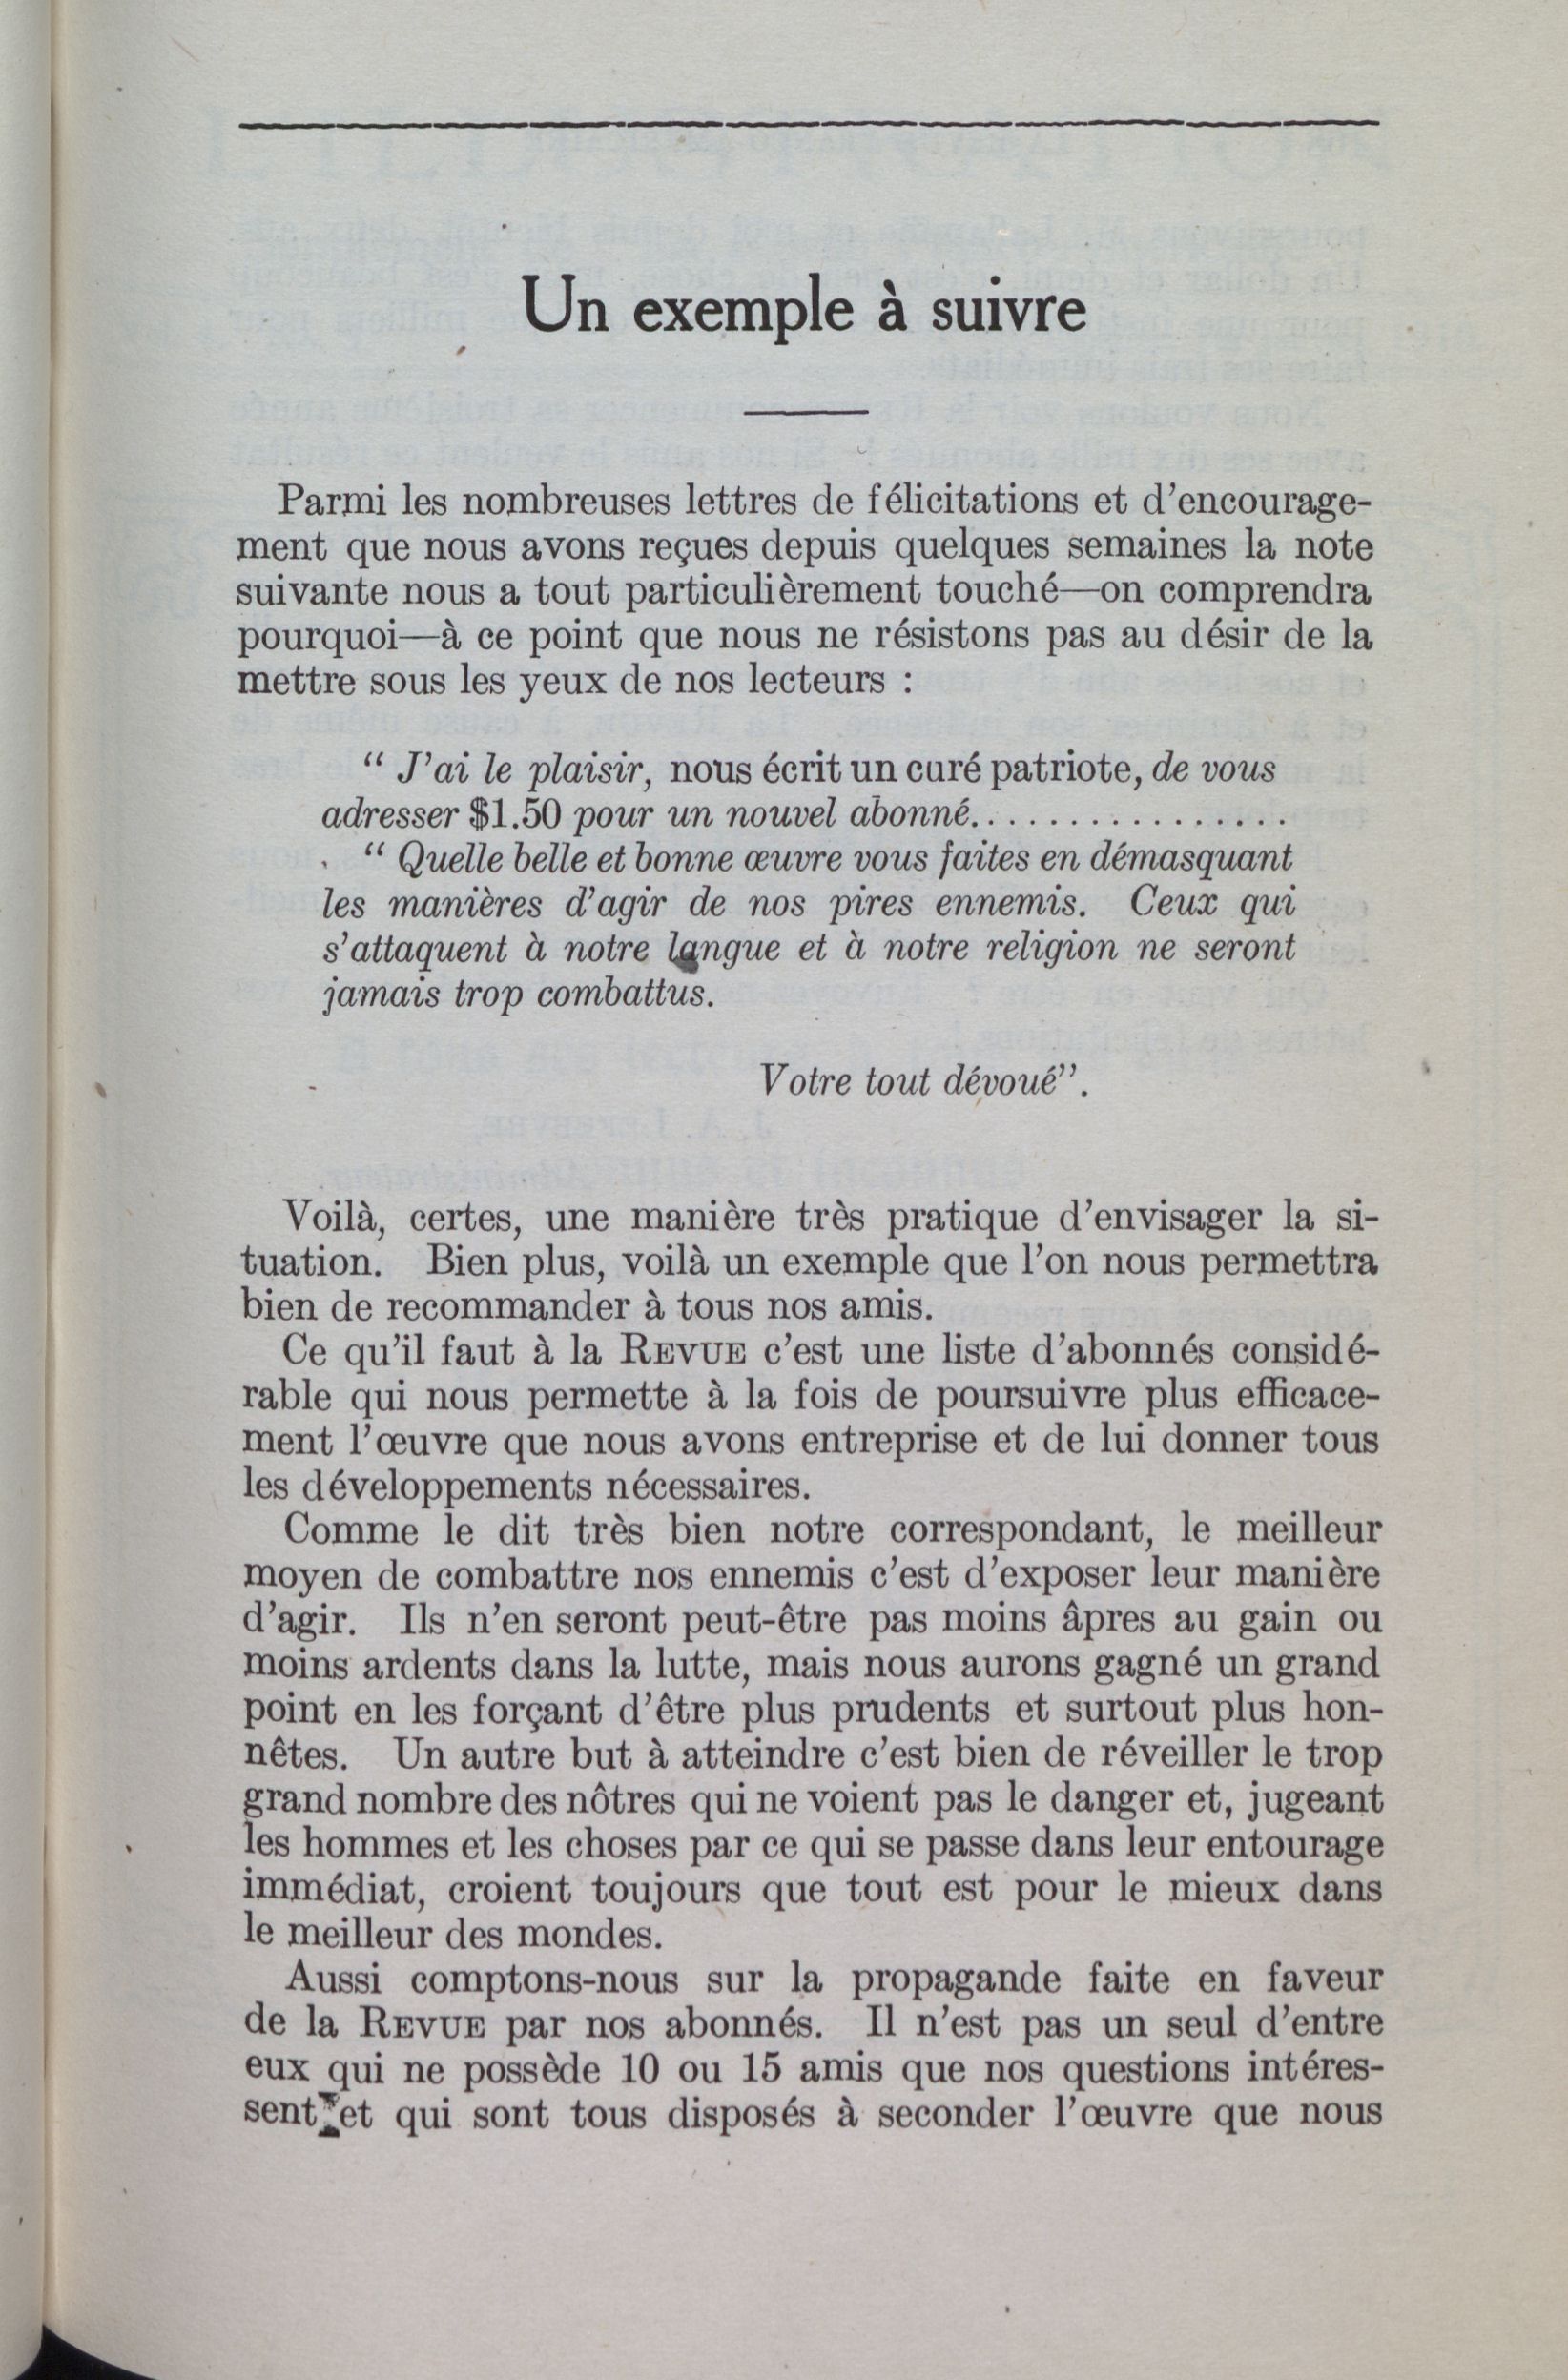 Un exemple à suivre
Parmi les nombreuses lettres de félicitations et d'encourage-
ment que nous avons reçues depuis quelques semaines la note
suivante nous a tout particulièrement touché—on comprendra
pourquoi—à ce point que nous ne résistons pas au désir de la
mettre sous les yeux de nos lecteurs :
“ J'ai le plaisir, nous écrit un curé patriote, de vous
adresser $1.50 pour un nouvel abonné.................
“ Quelle belle et bonne œuvre vous faites en démasquant
les manières d'agir de nos pires ennemis. Ceux qui
s'attaquent à notre langue et à notre religion ne seront
jamais trop combattus.
Votre tout dévoué”.
Voilà, certes, une manière très pratique d'envisager la si-
tuation. Bien plus, voilà un exemple que l'on nous permettra
bien de recommander à tous nos amis.
Ce qu'il faut à la REVUE c'est une liste d'abonnés considé-
rable qui nous permette à la fois de poursuivre plus efficace-
ment l'œuvre que nous avons entreprise et de lui donner tous
les développements nécessaires.
Comme le dit très bien notre correspondant, le meilleur
moyen de combattre nos ennemis c'est d'exposer leur manière
d'agir. Ils n'en seront peut-être pas moins âpres au gain ou
moins ardents dans la lutte, mais nous aurons gagné un grand
point en les forçant d'être plus prudents et surtout plus hon-
nêtes. Un autre but à atteindre c'est bien de réveiller le trop
grand nombre des nôtres qui ne voient pas le danger et, jugeant
les hommes et les choses par ce qui se passe dans leur entourage
immédiat, croient toujours que tout est pour le mieux dans
le meilleur des mondes.
Aussi comptons-nous sur la propagande faite en faveur
de la REVUE par nos abonnés. Il n'est pas un seul d'entre
eux qui ne possède 10 ou 15 amis que nos questions intéres-
sent et qui sont tous disposés à seconder l'œuvre que nous